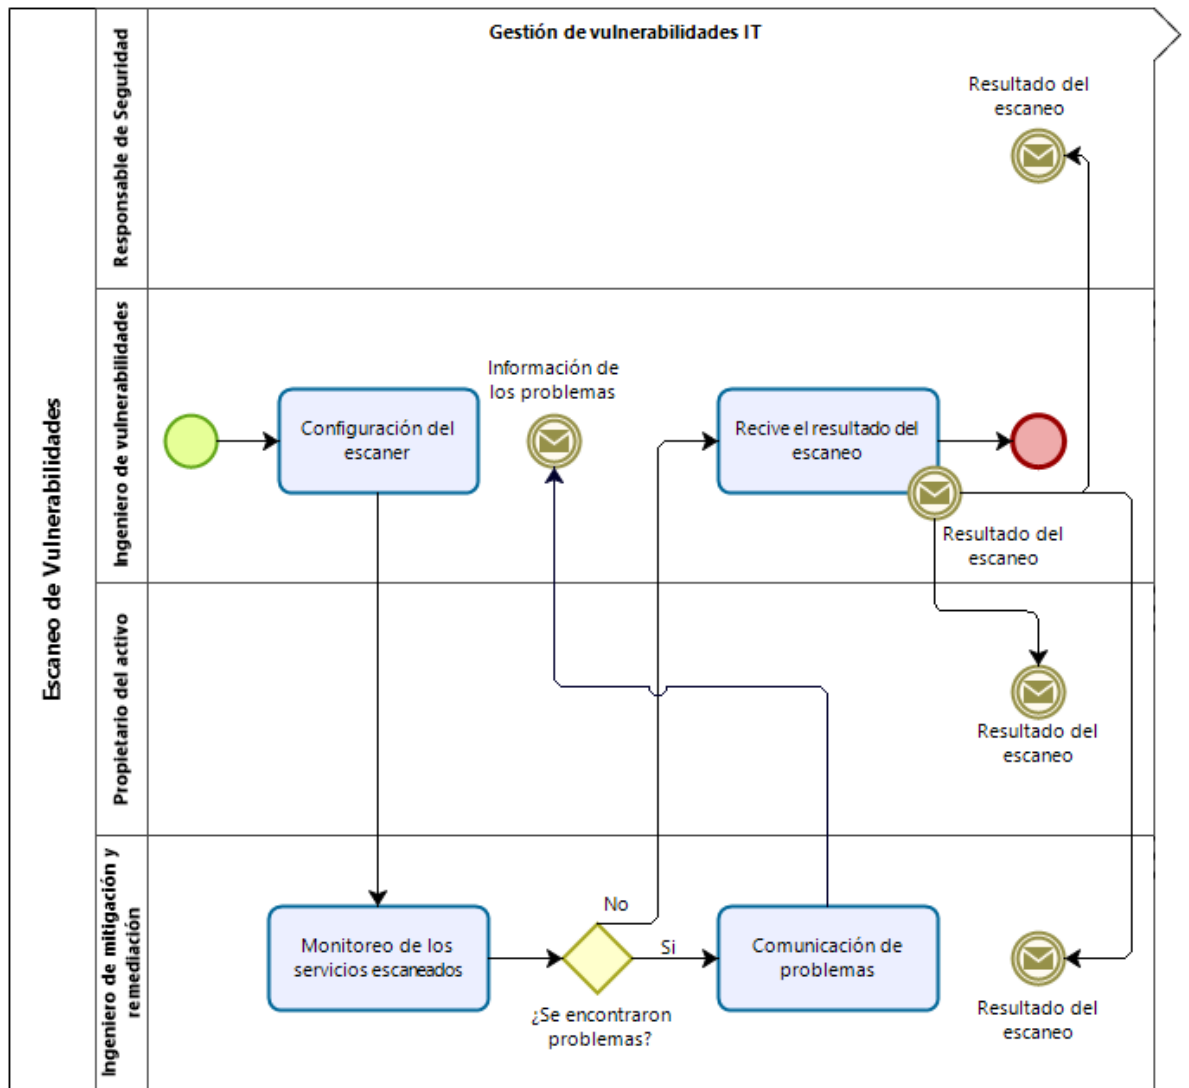 Gestión de vulnerabilidades IT
Escaneo de Vulnerabilidades
Responsable de Seguridad
Resultado del
escaneo
Ingeniero de vulnerabilidades
Configuración del
escaner
Información de
los problemas
Recive el resultado del
escaneo
Resultado del
escaneo
Propietario del activo
Resultado del
escaneo
Ingeniero de mitigación y
remediación
Monitoreo de los
servicios escaneados
No
Si
¿Se encontraron
problemas?
Comunicación de
problemas
Resultado del
escaneo